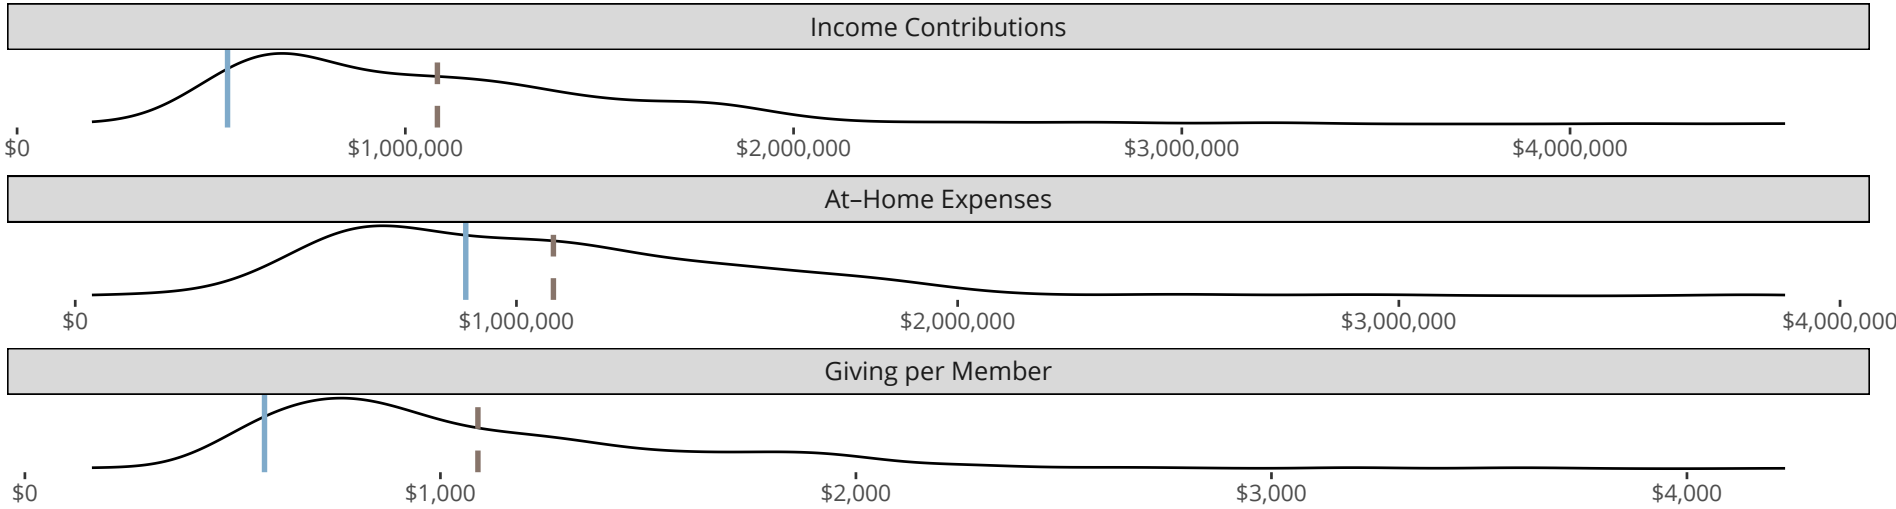 Income Contributions
$0 $1,000,000 $2,000,000 $3,000,000 $4,000,000
At–Home Expenses
$0 $1,000,000 $2,000,000 $3,000,000 $4,000,000
Giving per Member
$0 $1,000 $2,000 $3,000 $4,000